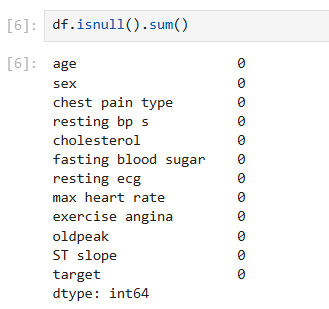 [6]: df.isnull().sum()
[6]: age 0
sex 0
chest pain type 0
resting bp s 0
cholesterol 0
fasting blood sugar 0
resting ecg 0
max heart rate 0
exercise angina 0
oldpeak 0
ST slope 0
target 0
dtype: int64